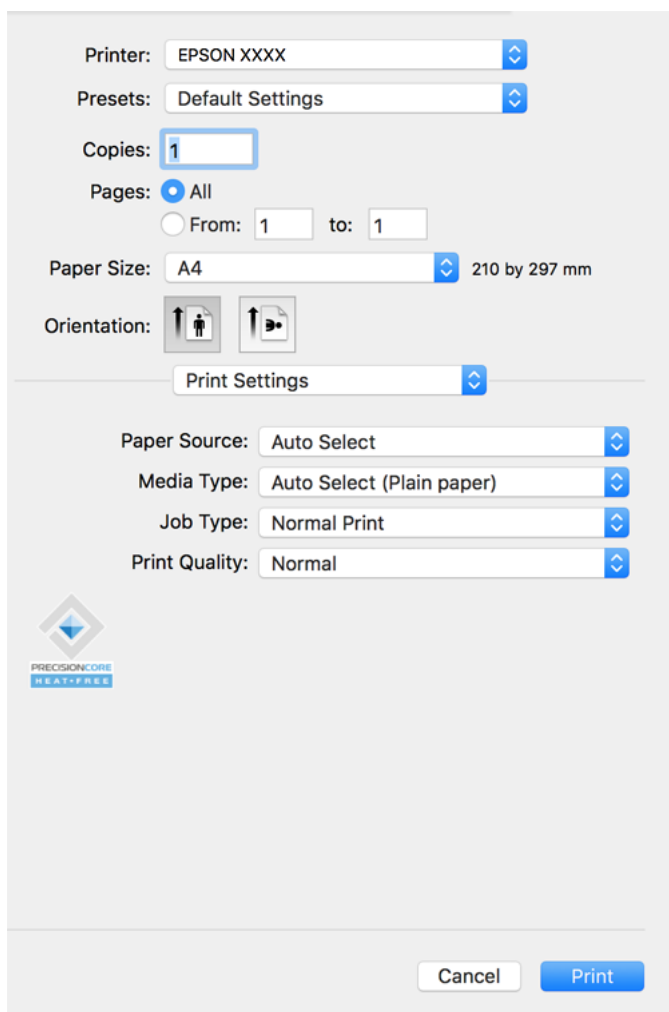 Printer: EPSON XXXX
Presets: Default Settings
Copies: 1
Pages: All
From: 1 to: 1
Paper Size: A4 210 by 297 mm
Orientation:
Print Settings
Paper Source: Auto Select
Media Type: Auto Select (Plain paper)
Job Type: Normal Print
Print Quality: Normal
PRECISIONCORE
HEAT-FREE
Cancel Print